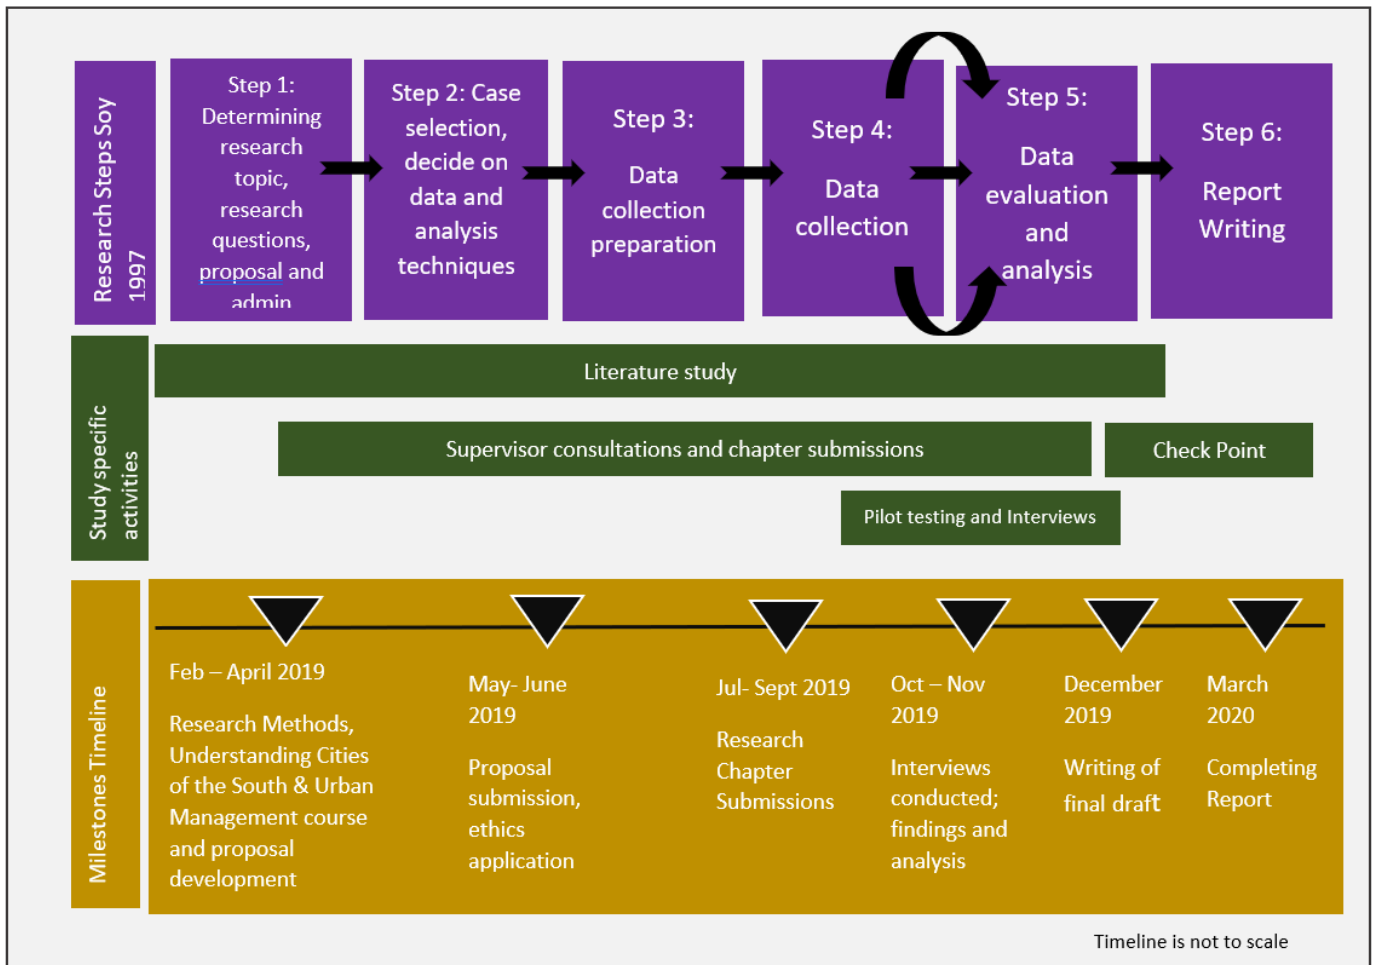 Research Steps Soy
1997
Step 1:
Determining
research
topic,
research
questions,
proposal and
admin
Step 2: Case
selection,
decide on
data and
analysis
techniques
Step 3:
Data
collection
preparation
Step 4:
Data
collection
Step 5:
Data
evaluation
and
analysis
Step 6:
Report
Writing
Study specific
activities
Literature study
Supervisor consultations and chapter submissions
Check Point
Pilot testing and Interviews
Milestones Timeline
Feb – April 2019
Research Methods,
Understanding Cities
of the South & Urban
Management course
and proposal
development
May- June
2019
Proposal
submission,
ethics
application
Jul- Sept 2019
Research
Chapter
Submissions
Oct – Nov
2019
Interviews
conducted;
findings and
analysis
December
2019
Writing of
final draft
March
2020
Completing
Report
Timeline is not to scale